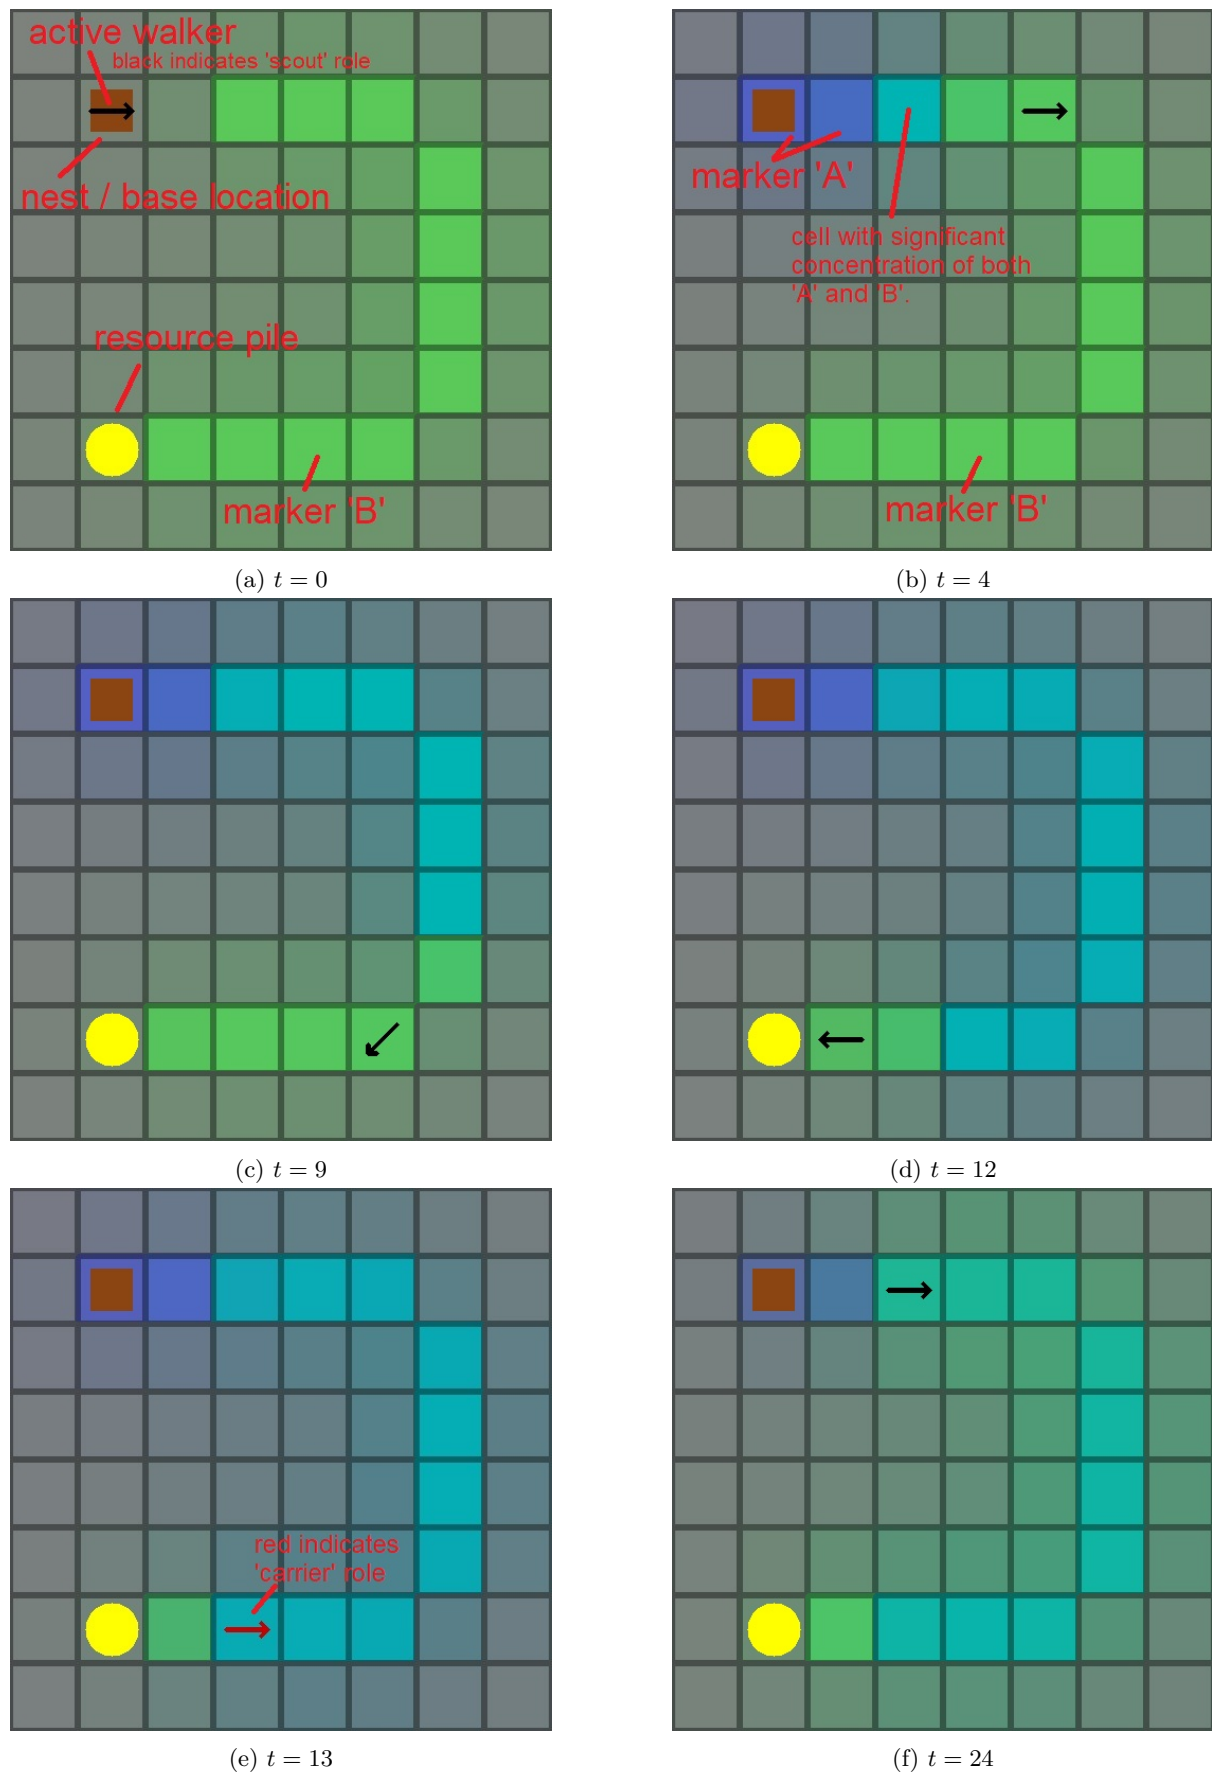 active walker
black indicates 'scout' role
nest / base location
resource pile
marker 'B'
(a) t = 0
marker 'A'
cell with significant
concentration of both
'A' and 'B'.
marker 'B'
(b) t = 4
(c) t = 9
(d) t = 12
red indicates
'carrier' role
(e) t = 13
(f) t = 24